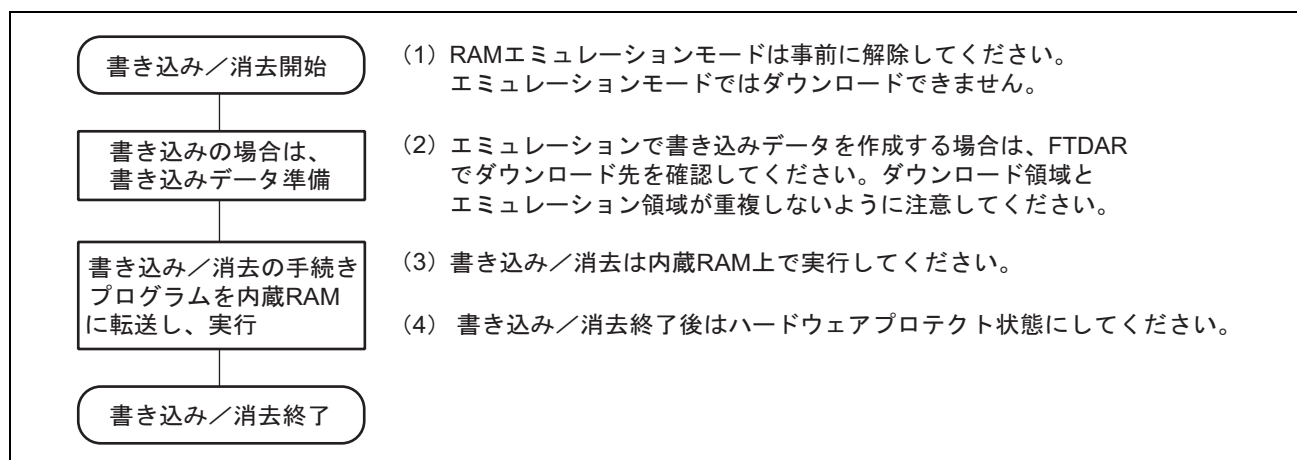 書き込み／消去開始
書き込みの場合は、
書き込みデータ準備
書き込み／消去の手続き
プログラムを内蔵RAM
に転送し、実行
書き込み／消去終了
（1）RAMエミュレーションモードは事前に解除してください。
エミュレーションモードではダウンロードできません。
（2）エミュレーションで書き込みデータを作成する場合は、FTDAR
でダウンロード先を確認してください。ダウンロード領域と
エミュレーション領域が重複しないように注意してください。
（3）書き込み／消去は内蔵RAM上で実行してください。
（4） 書き込み／消去終了後はハードウェアプロテクト状態にしてください。